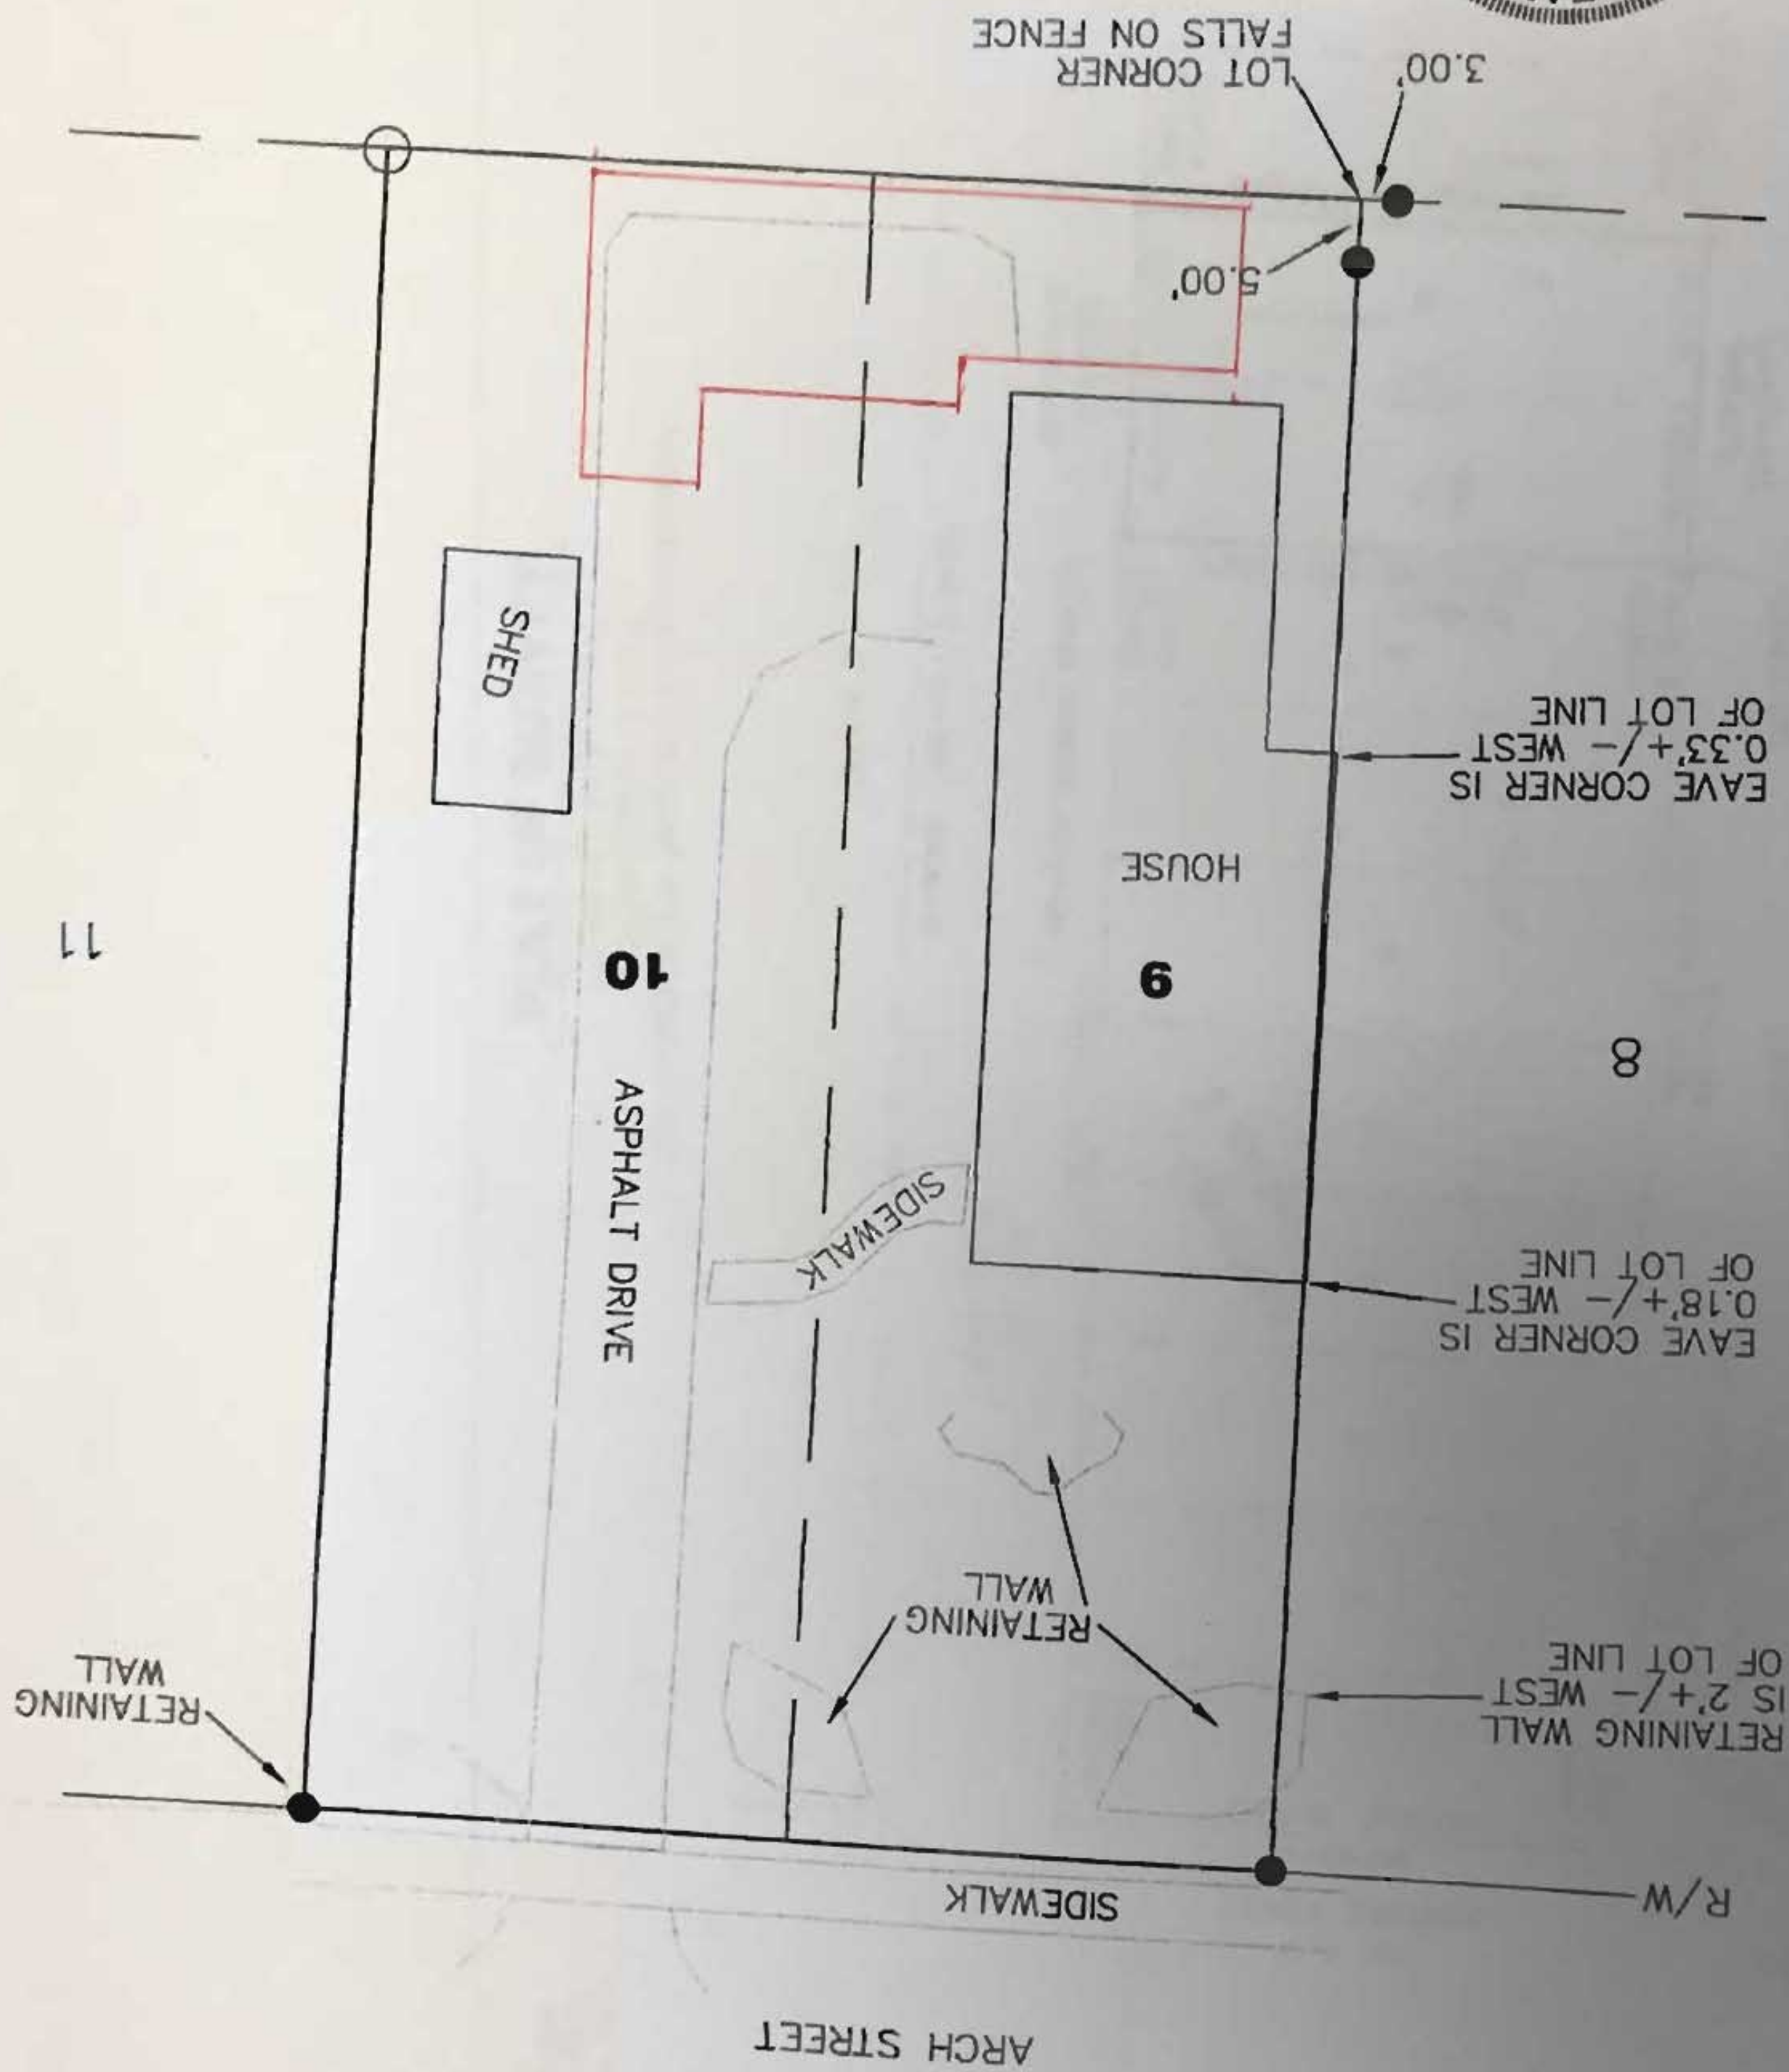 ARCH STREET
SIDEWALK
R/W
RETAINING WALL
IS 2'+/- WEST
OF LOT LINE
RETAINING
WALL
RETAINING
WALL
EAVE CORNER IS
0.18'+/- WEST
OF LOT LINE
SIDEWALK
ASPHALT DRIVE
8
9
10
11
HOUSE
EAVE CORNER IS
0.33'+/- WEST
OF LOT LINE
SHED
5.00'
3.00'
LOT CORNER
FALLS ON FENCE